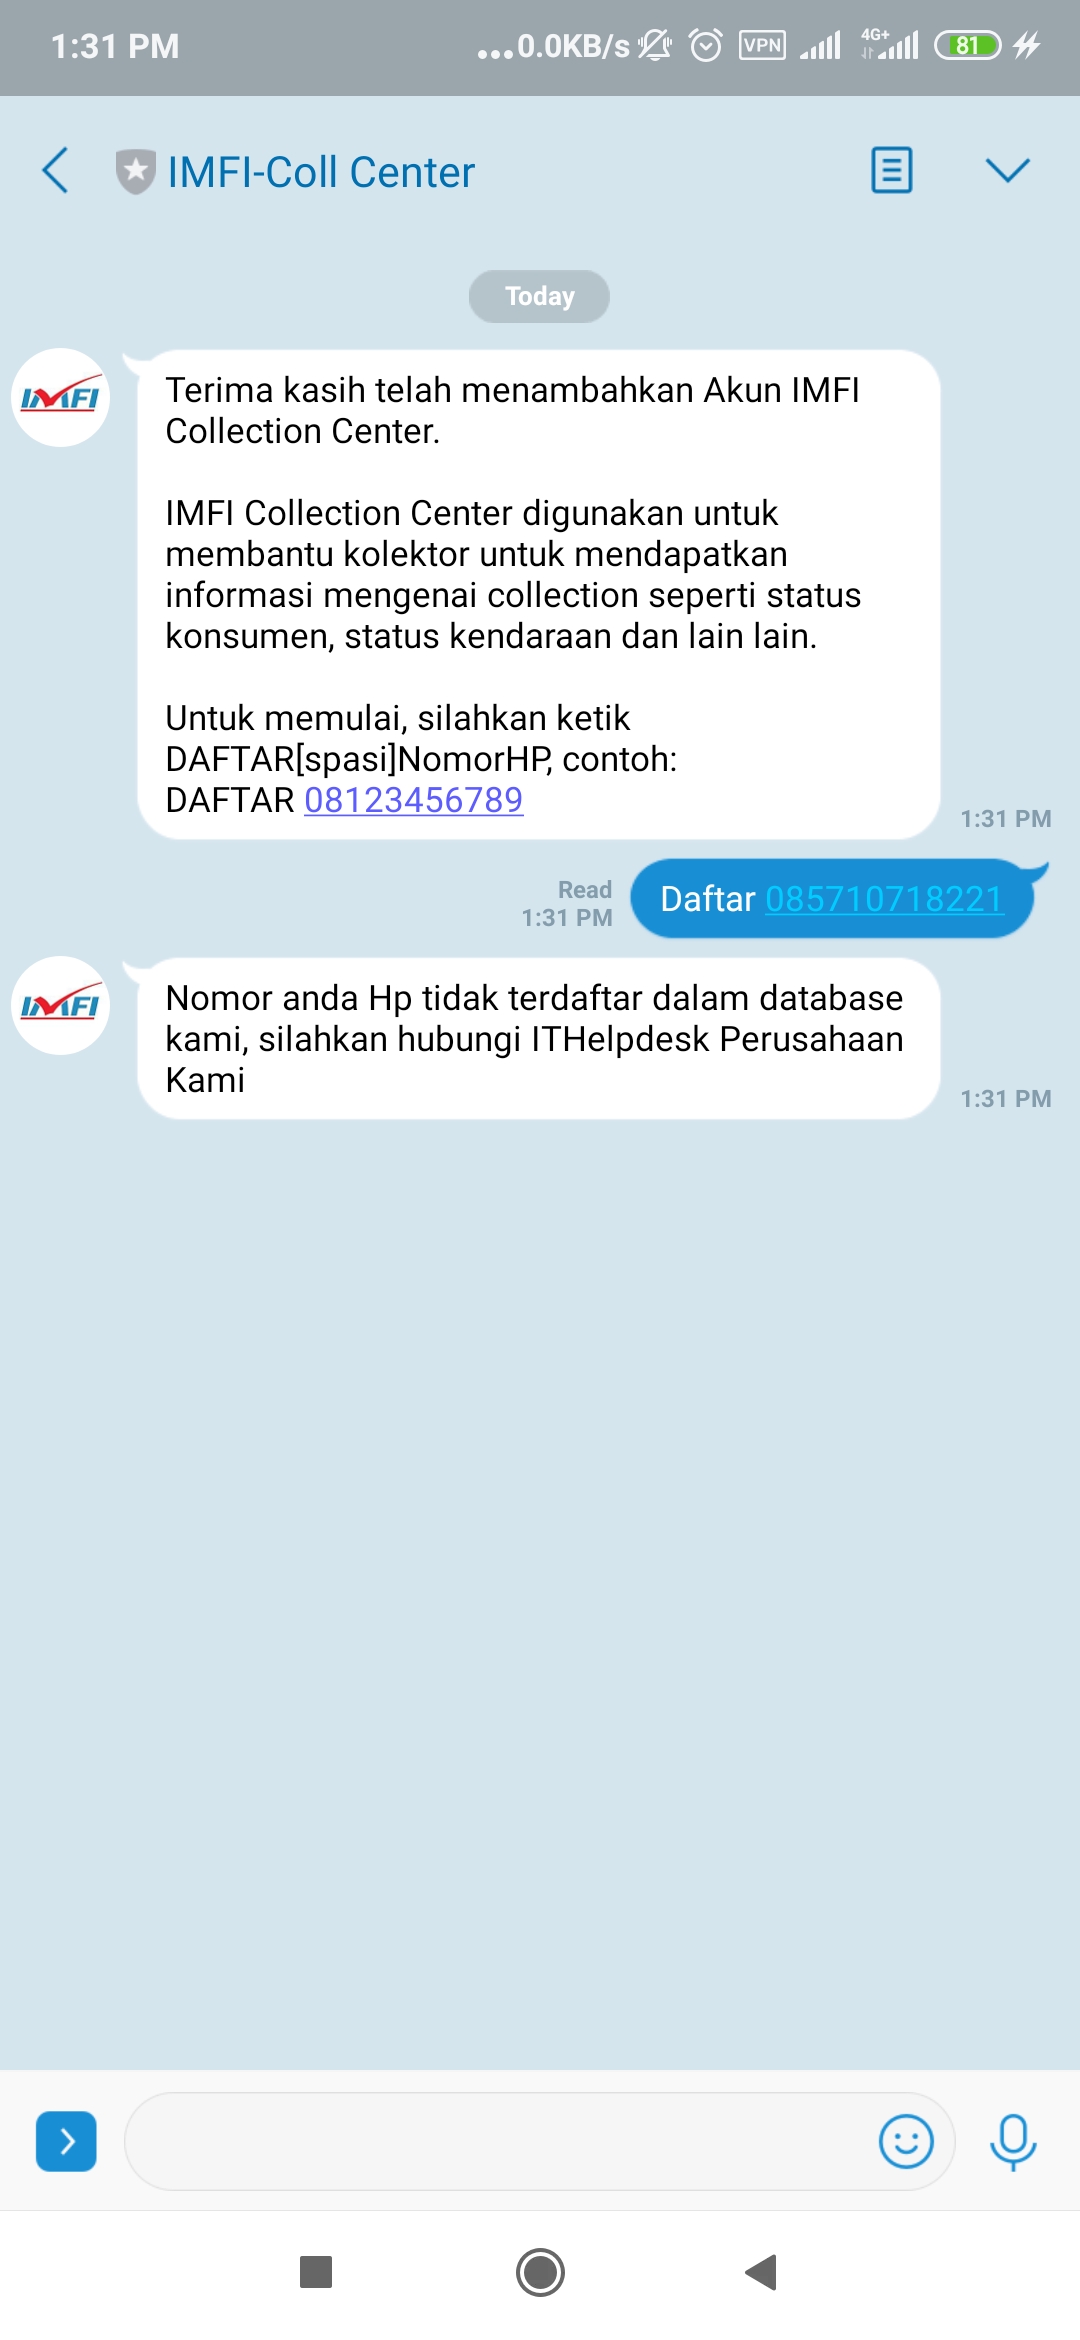 1:31 PM
...0.0KB/s VPN 4G+ 81
IMFI-Coll Center
Today
IMFI
Terima kasih telah menambahkan Akun IMFI
Collection Center.
IMFI Collection Center digunakan untuk
membantu kolektor untuk mendapatkan
informasi mengenai collection seperti status
konsumen, status kendaraan dan lain lain.
Untuk memulai, silahkan ketik
DAFTAR[spasi]NomorHP, contoh:
DAFTAR 08123456789
1:31 PM
Read
1:31 PM
Daftar 085710718221
IMFI
Nomor anda Hp tidak terdaftar dalam database
kami, silahkan hubungi ITHelpdesk Perusahaan
Kami
1:31 PM